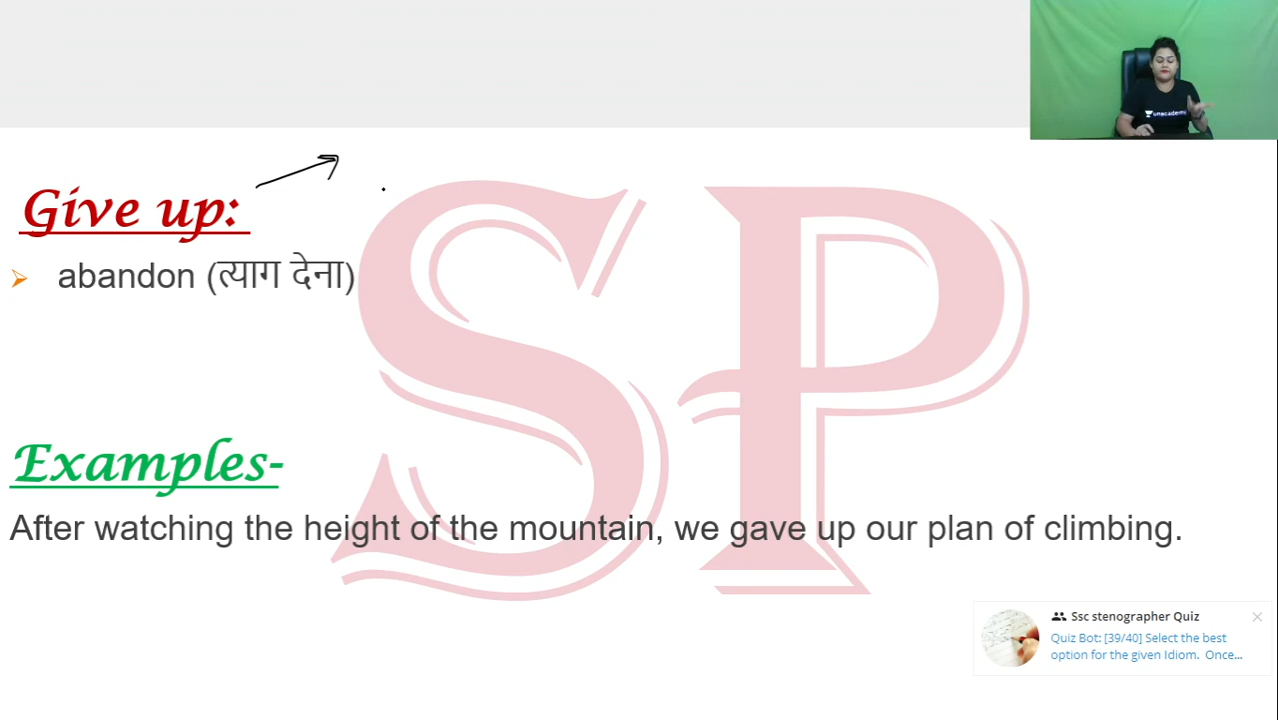 unacademy
Give up:
abandon (त्याग देना)
SP
Examples-
After watching the height of the mountain, we gave up our plan of climbing.
Ssc stenographer Quiz
Quiz Bot: [39/40] Select the best
option for the given Idiom. Once...